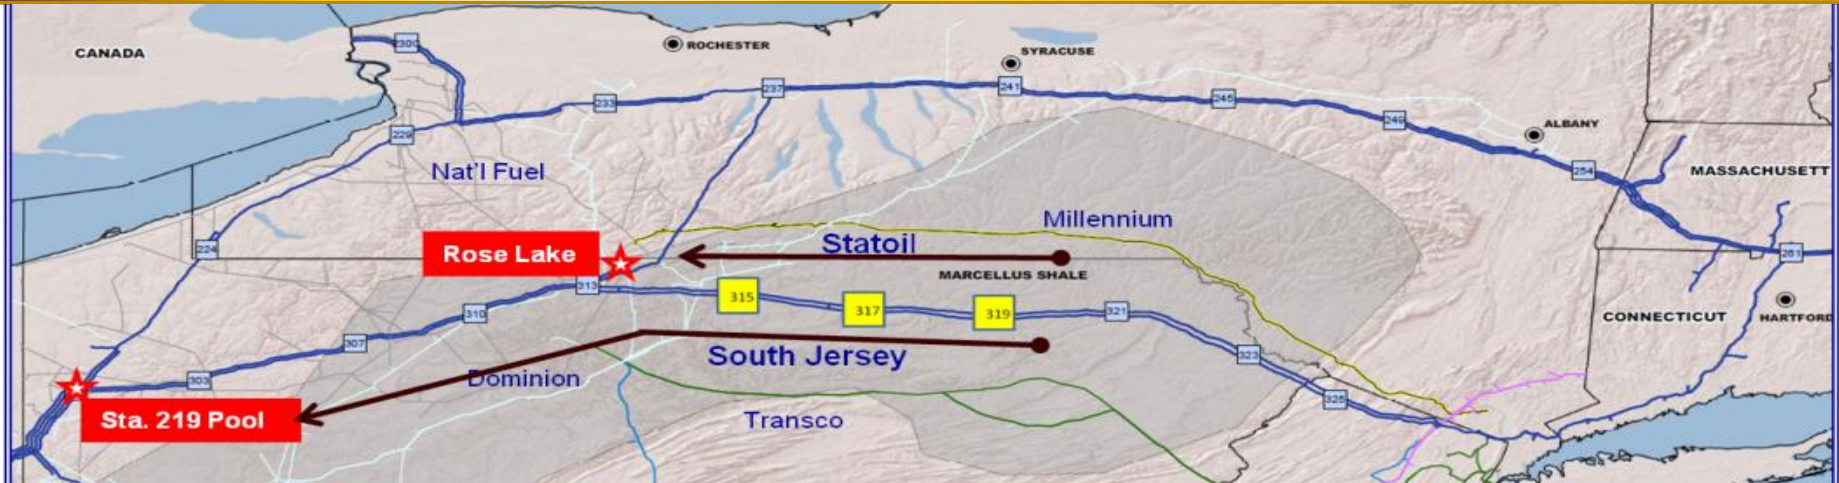 CANADA
230C
ROCHESTER
SYRACUSE
237
241
233
245
249
ALBANY
229
254
MASSACHUSETT
Nat'l Fuel
Millennium
224
Statoil
Rose Lake
261
MARCELLUS SHALE
313
315
317
319
321
310
CONNECTICUT
HARTFORD
307
323
South Jersey
303
Dominion
325
Sta. 219 Pool
Transco